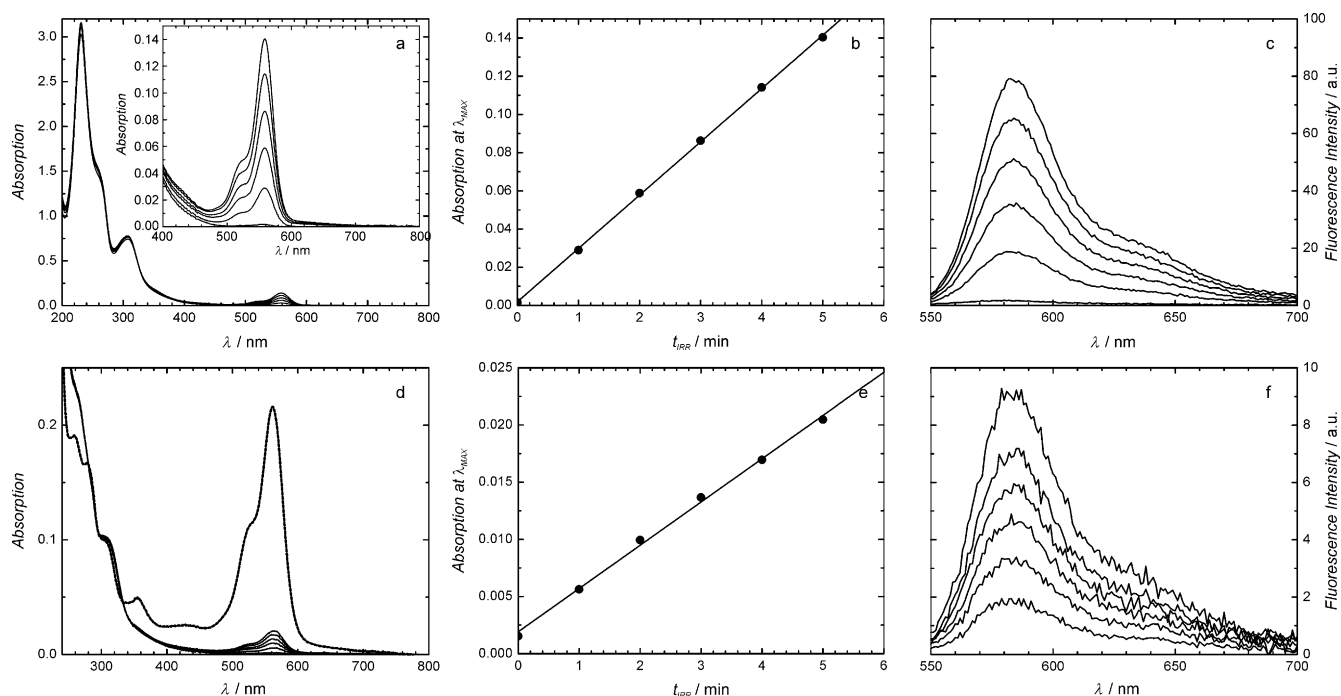 a
3.0
2.5
2.0
1.5
1.0
0.5
0.0
Absorption
200 300 400 500 600 700 800
λ / nm
0.14
0.12
0.10
0.08
0.06
0.04
0.02
0.00
Absorption
400 500 600 700 800
λ / nm
b
0.14
0.12
0.10
0.08
0.06
0.04
0.02
0.00
Absorption at λMAX
0 1 2 3 4 5 6
tIRR / min
c
100
80
60
40
20
0
Fluorescence Intensity / a.u.
550 600 650 700
λ / nm
d
0.2
0.1
0.0
Absorption
300 400 500 600 700 800
λ / nm
e
0.025
0.020
0.015
0.010
0.005
0.000
Absorption at λMAX
0 1 2 3 4 5 6
tIRR / min
f
10
8
6
4
2
0
Fluorescence Intensity / a.u.
550 600 650 700
λ / nm